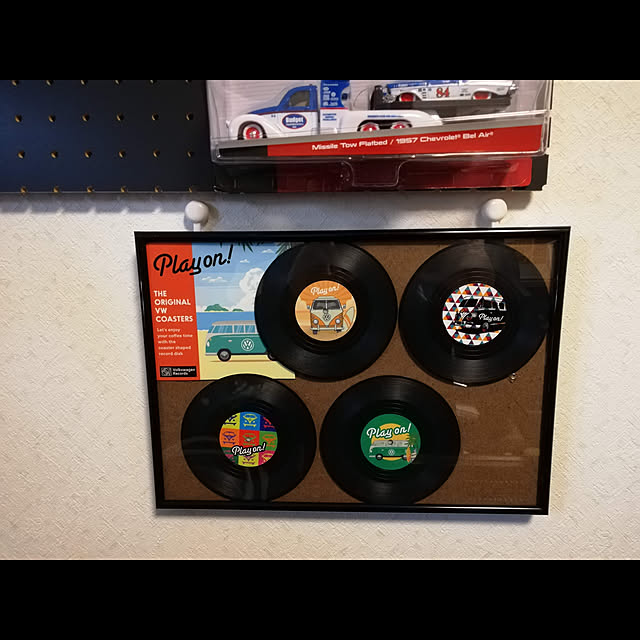 Budget
84
Missile Tow Flatbed / 1957 Chevrolet® Bel Air®
Play on!
THE
ORIGINAL
VW
COASTERS
Let's enjoy
your coffee time
with the
coaster shaped
record disk.
Volkswagen
Records
Play on!
Play on!
Play on!
Play on!